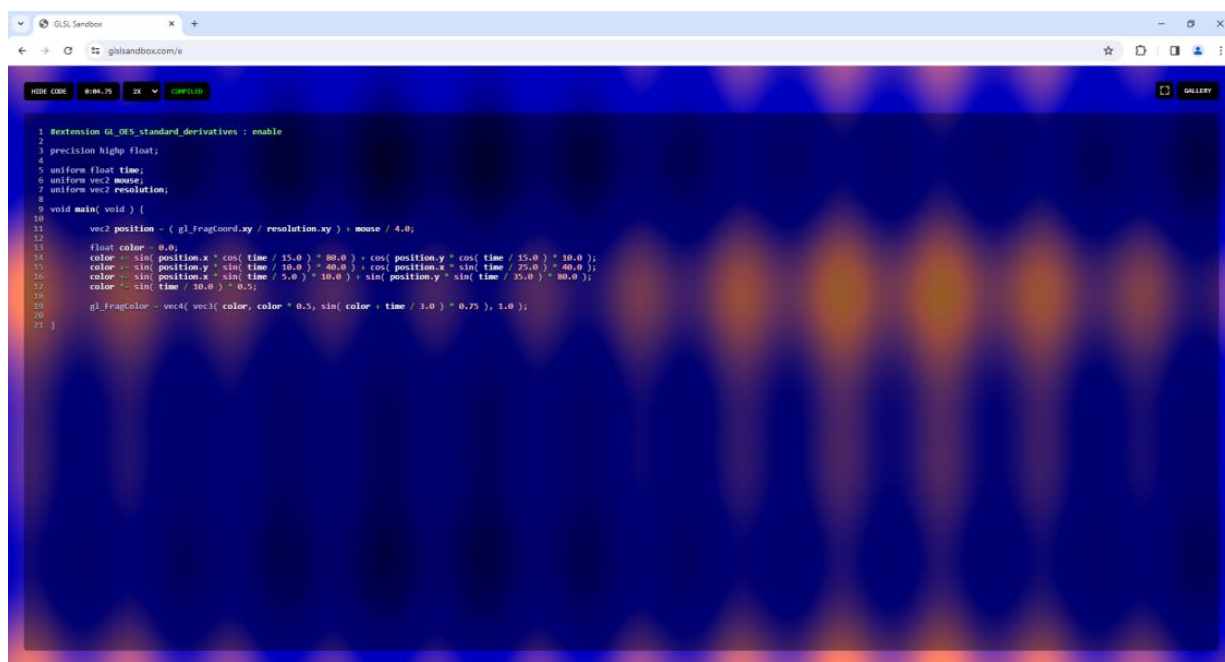 GLSL Sandbox
glslsandbox.com/e
HIDE CODE 0:04.75 2X COMPILED GALLERY
1 #extension GL_OES_standard_derivatives : enable
2
3 precision highp float;
4
5 uniform float time;
6 uniform vec2 mouse;
7 uniform vec2 resolution;
8
9 void main( void ) {
10
11 vec2 position = ( gl_FragCoord.xy / resolution.xy ) + mouse / 4.0;
12
13 float color = 0.0;
14 color += sin( position.x * cos( time / 15.0 ) * 80.0 ) + cos( position.y * cos( time / 15.0 ) * 10.0 );
15 color += sin( position.y * sin( time / 10.0 ) * 40.0 ) + cos( position.x * sin( time / 25.0 ) * 40.0 );
16 color += sin( position.x * sin( time / 5.0 ) * 10.0 ) + sin( position.y * sin( time / 35.0 ) * 80.0 );
17 color *= sin( time / 10.0 ) * 0.5;
18
19 gl_FragColor = vec4( vec3( color, color * 0.5, sin( color + time / 3.0 ) * 0.75 ), 1.0 );
20
21 }